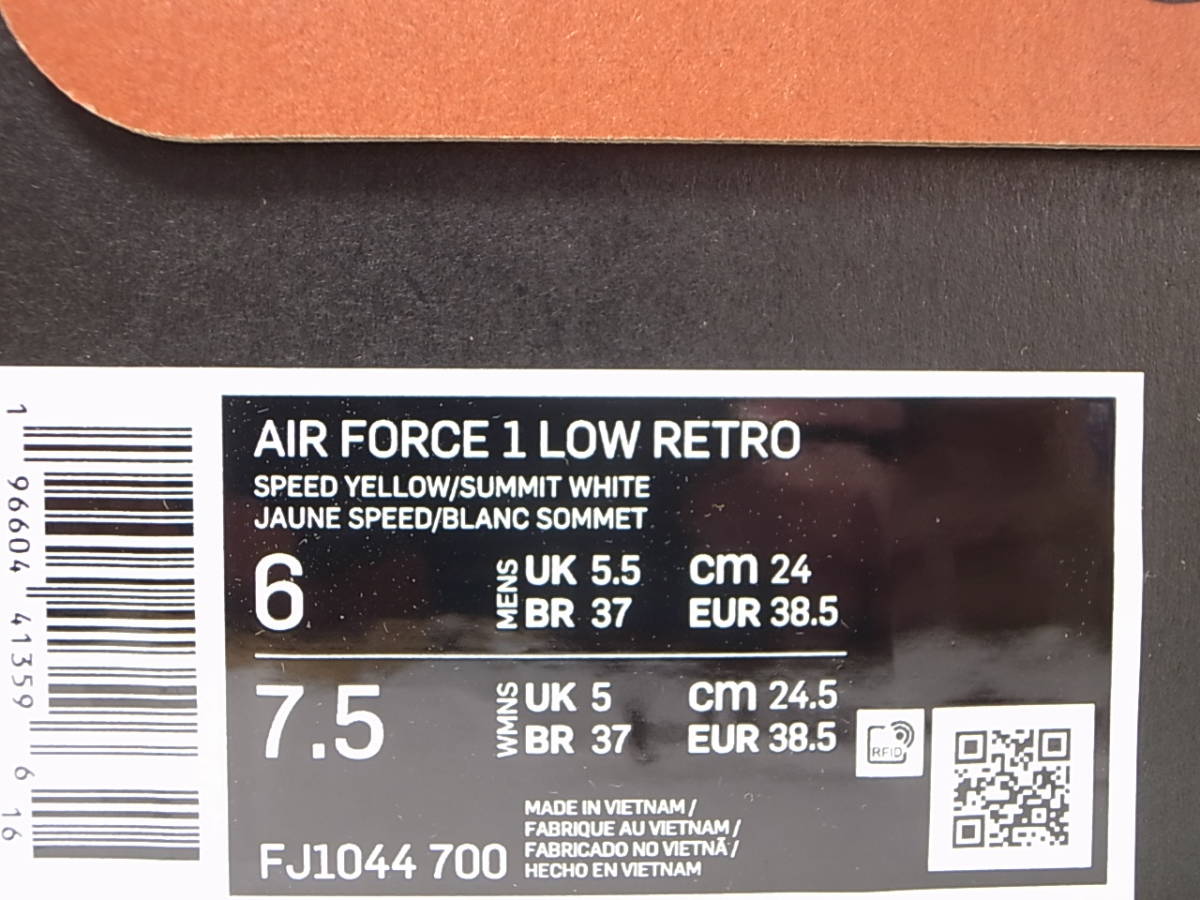 AIR FORCE 1 LOW RETRO
SPEED YELLOW/SUMMIT WHITE
JAUNE SPEED/BLANC SOMMET
6 MENS UK 5.5 cm 24
BR 37 EUR 38.5
7.5 WMNS UK 5 cm 24.5
BR 37 EUR 38.5
RFID
MADE IN VIETNAM /
FABRIQUE AU VIETNAM /
FABRICADO NO VIETNÃ /
HECHO EN VIETNAM
FJ1044 700
1 96604 41359 6 16